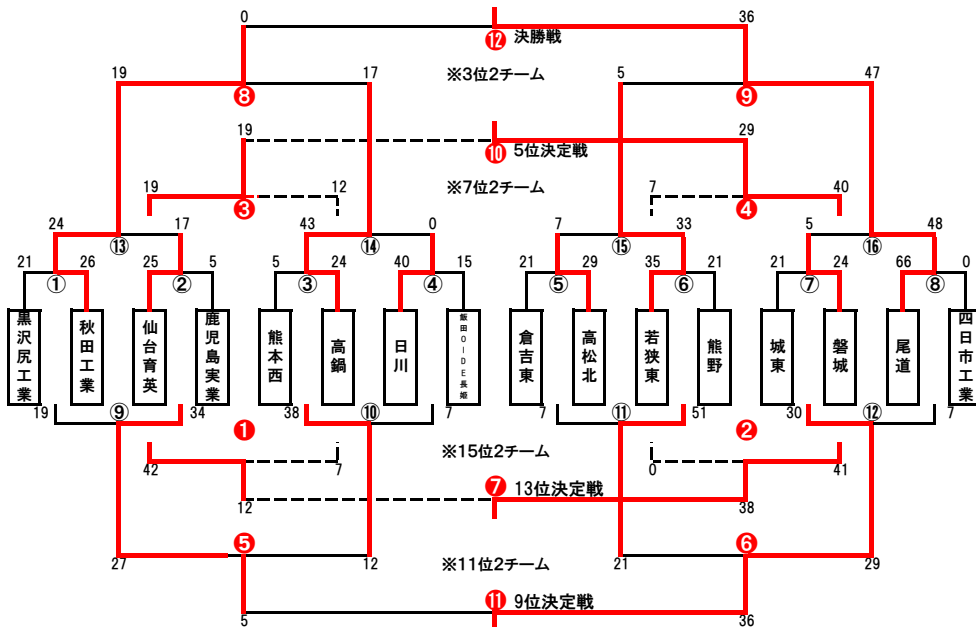 0 36
⓬ 決勝戦
19 17 5 47
※3位2チーム
❽ ❾
19 29
❿ 5位決定戦
19 12 7 40
※7位2チーム
❸ ❹
24 17 43 0 7 33 5 48
⑬ ⑭ ⑮ ⑯
21 26 25 5 5 24 40 15 21 29 35 21 21 24 66 0
① ② ③ ④ ⑤ ⑥ ⑦ ⑧
黒沢尻工業
秋田工業
仙台育英
鹿児島実業
熊本西
高鍋
日川
飯田OIDE長姫
倉吉東
高松北
若狭東
熊野
城東
磐城
尾道
四日市工業
19 ⑨ 34 38 ⑩ 7 7 ⑪ 51 30 ⑫ 7
❶ ❷
※15位2チーム
42 7 0 41
❼ 13位決定戦
12 38
❺ ❻
※11位2チーム
27 12 21 29
⓫ 9位決定戦
5 36